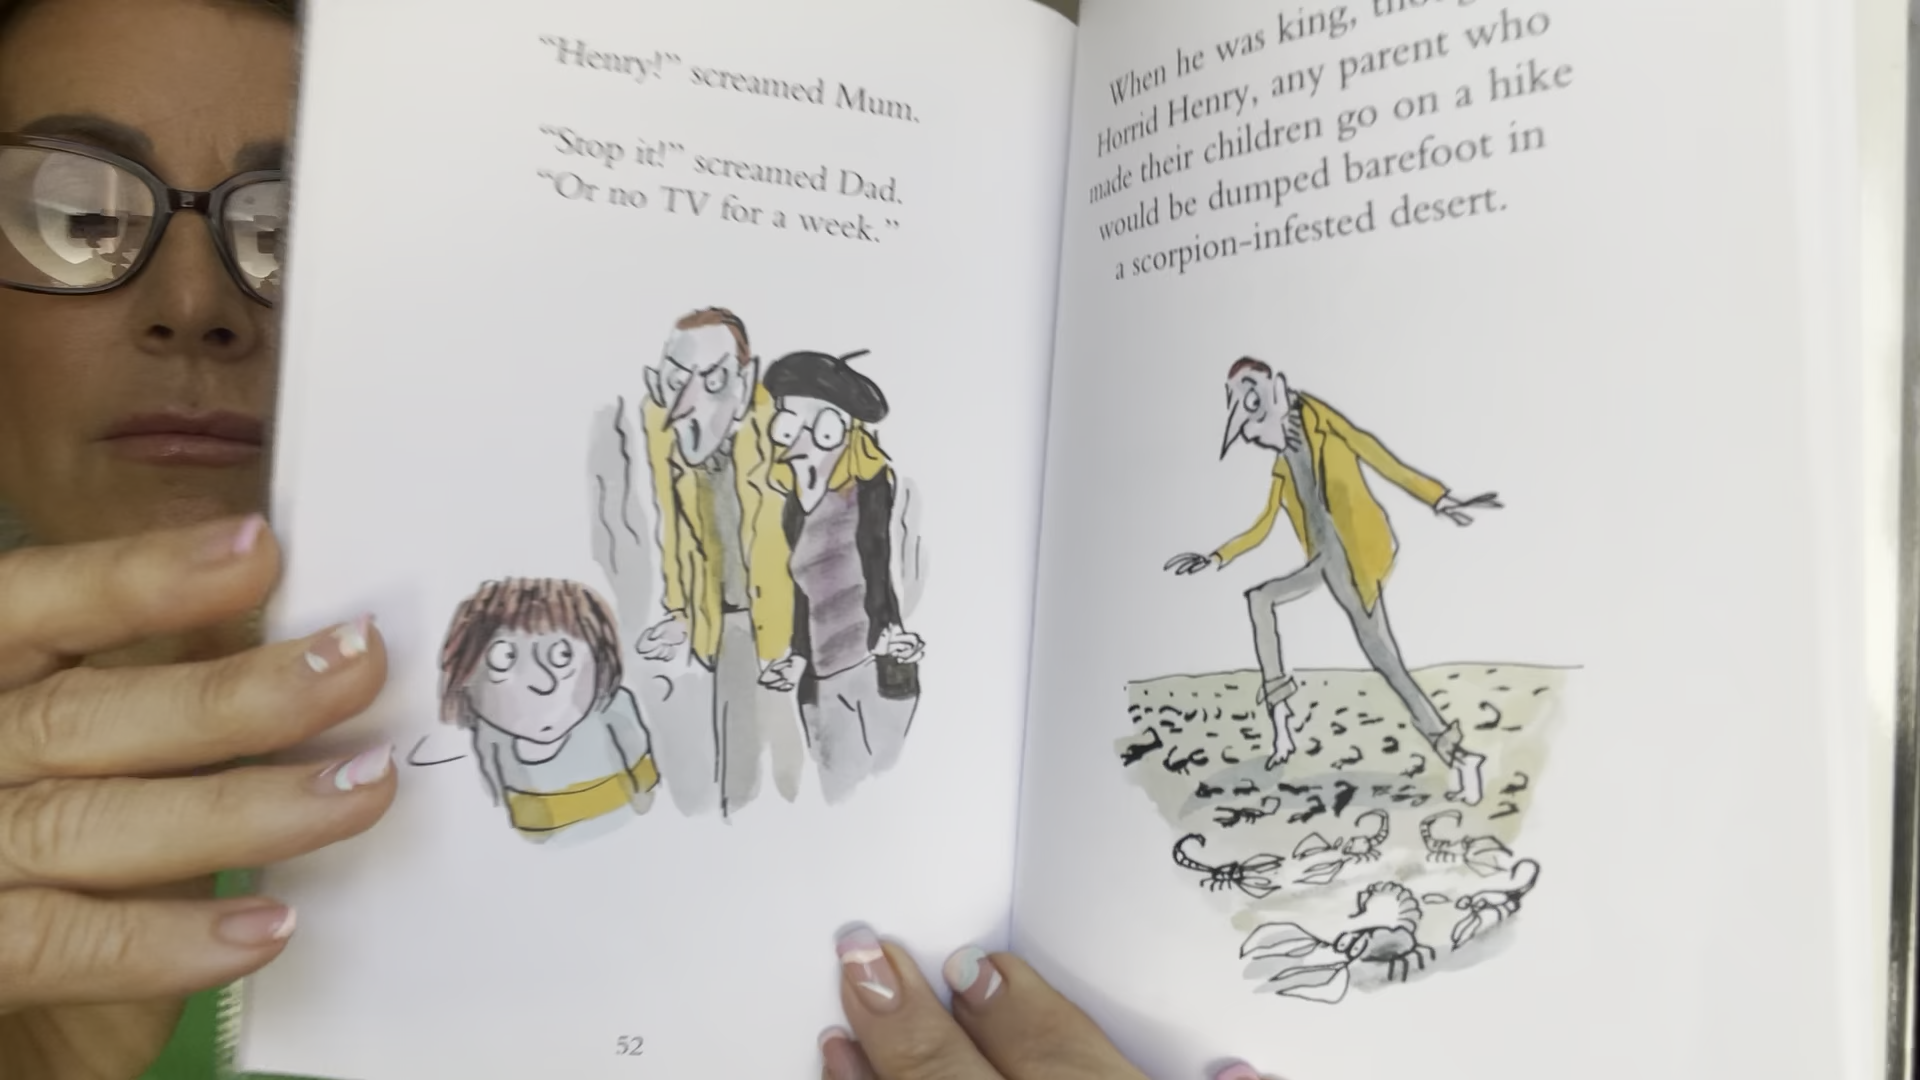 “Henry!” screamed Mum.
“Stop it!” screamed Dad.
“Or no TV for a week.”
52
When he was king,
Horrid Henry, any parent who
made their children go on a hike
would be dumped barefoot in
a scorpion-infested desert.